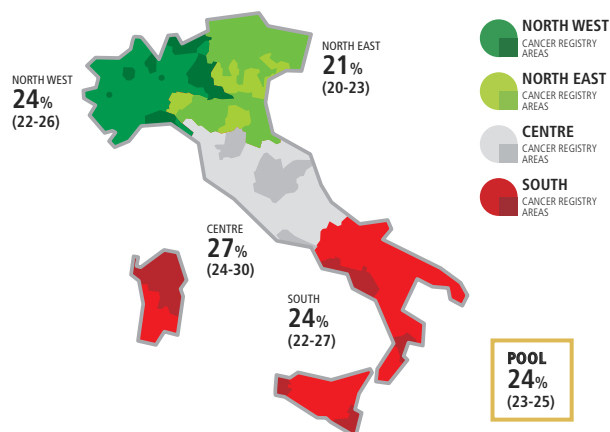 NORTH WEST
24%
(22-26)
NORTH EAST
21%
(20-23)
CENTRE
27%
(24-30)
SOUTH
24%
(22-27)
NORTH WEST
CANCER REGISTRY
AREAS
NORTH EAST
CANCER REGISTRY
AREAS
CENTRE
CANCER REGISTRY
AREAS
SOUTH
CANCER REGISTRY
AREAS
POOL
24%
(23-25)